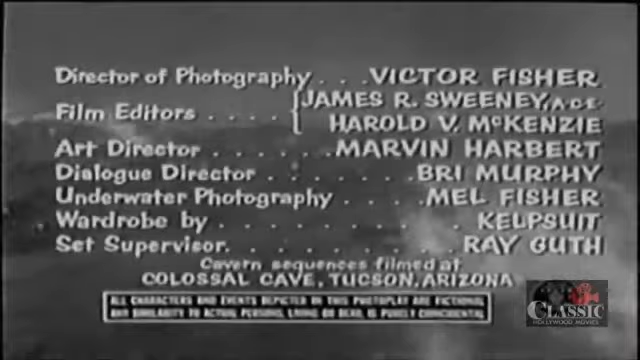 Director of Photography . . . VICTOR FISHER
Film Editors . . . . JAMES R. SWEENEY, A.C.E.
HAROLD V. McKENZIE
Art Director . . . . . . MARVIN HARBERT
Dialogue Director . . . . . . BRI MURPHY
Underwater Photography . . . . MEL FISHER
Wardrobe by . . . . . . . . . KELPSUIT
Set Supervisor. . . . . . . . . RAY GUTH
Cavern sequences filmed at
COLOSSAL CAVE, TUCSON, ARIZONA
ALL CHARACTERS AND EVENTS DEPICTED IN THIS PHOTOPLAY ARE FICTIONAL
AND SIMILARITY TO ACTUAL PERSONS, LIVING OR DEAD, IS PURELY COINCIDENTAL
CLASSIC
HOLLYWOOD MOVIES